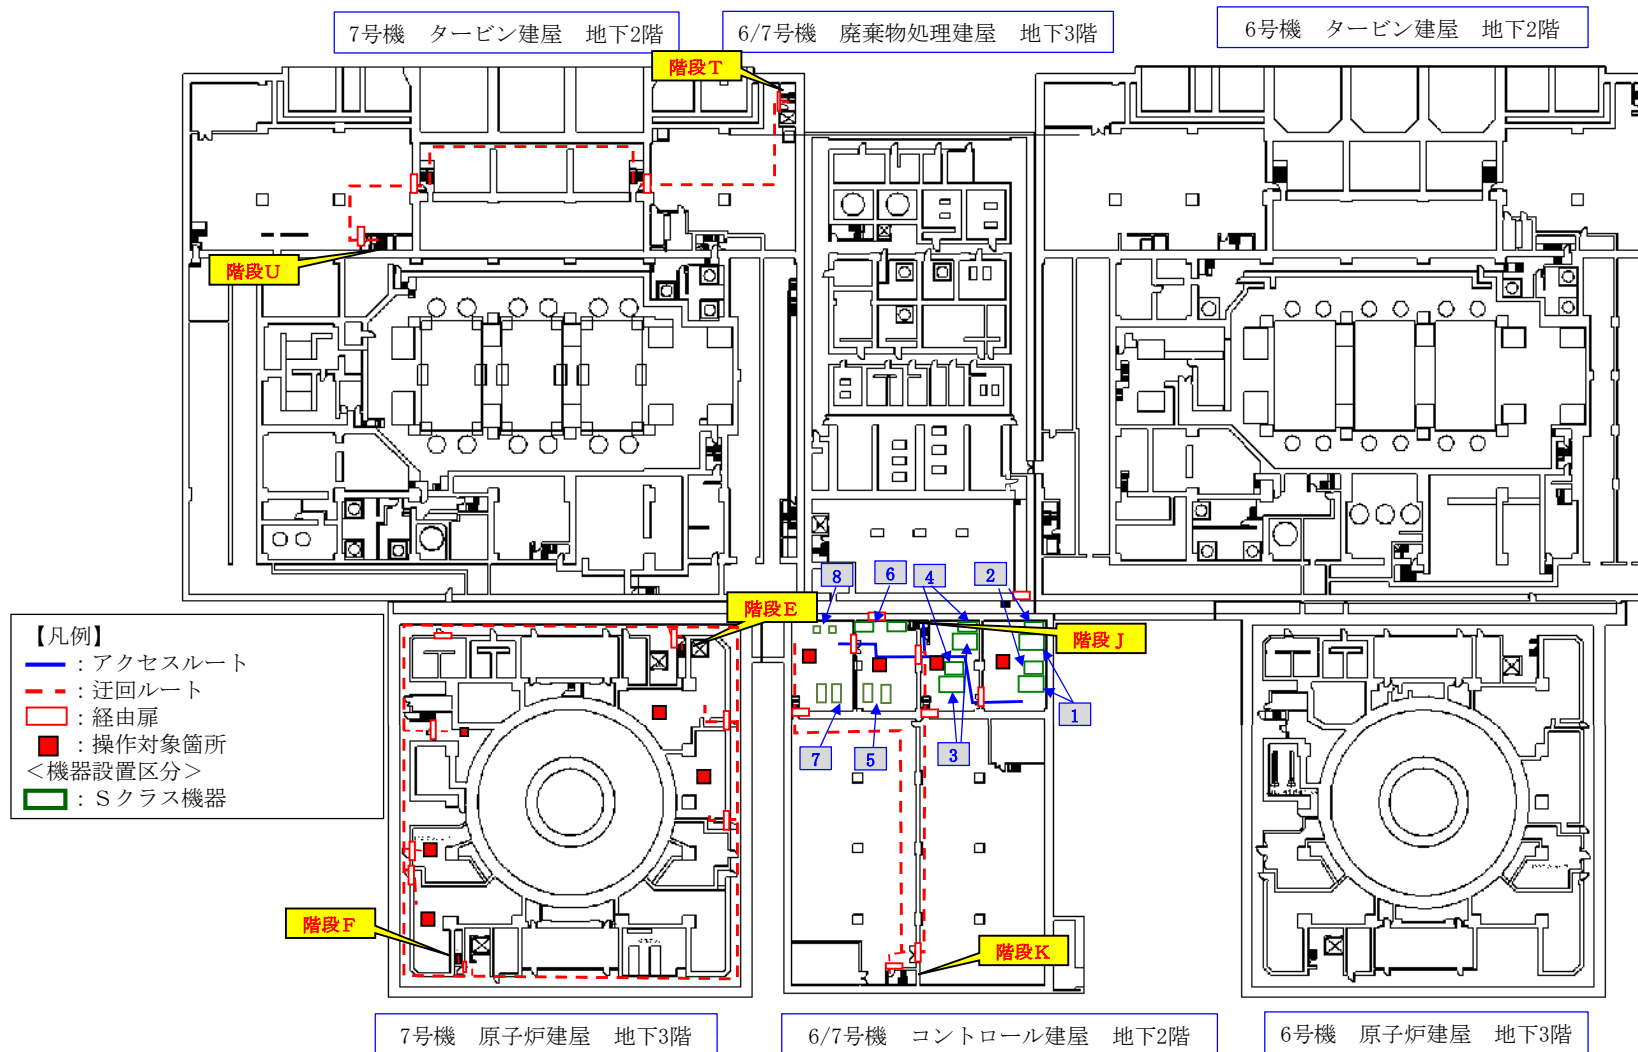 7号機 タービン建屋 地下2階
6/7号機 廃棄物処理建屋 地下3階
6号機 タービン建屋 地下2階
階段T
階段U
8
6
4
2
階段E
階段J
【凡例】
：アクセスルート
：迂回ルート
：経由扉
：操作対象箇所
＜機器設置区分＞
：Sクラス機器
7
5
3
1
階段F
階段K
7号機 原子炉建屋 地下3階
6/7号機 コントロール建屋 地下2階
6号機 原子炉建屋 地下3階